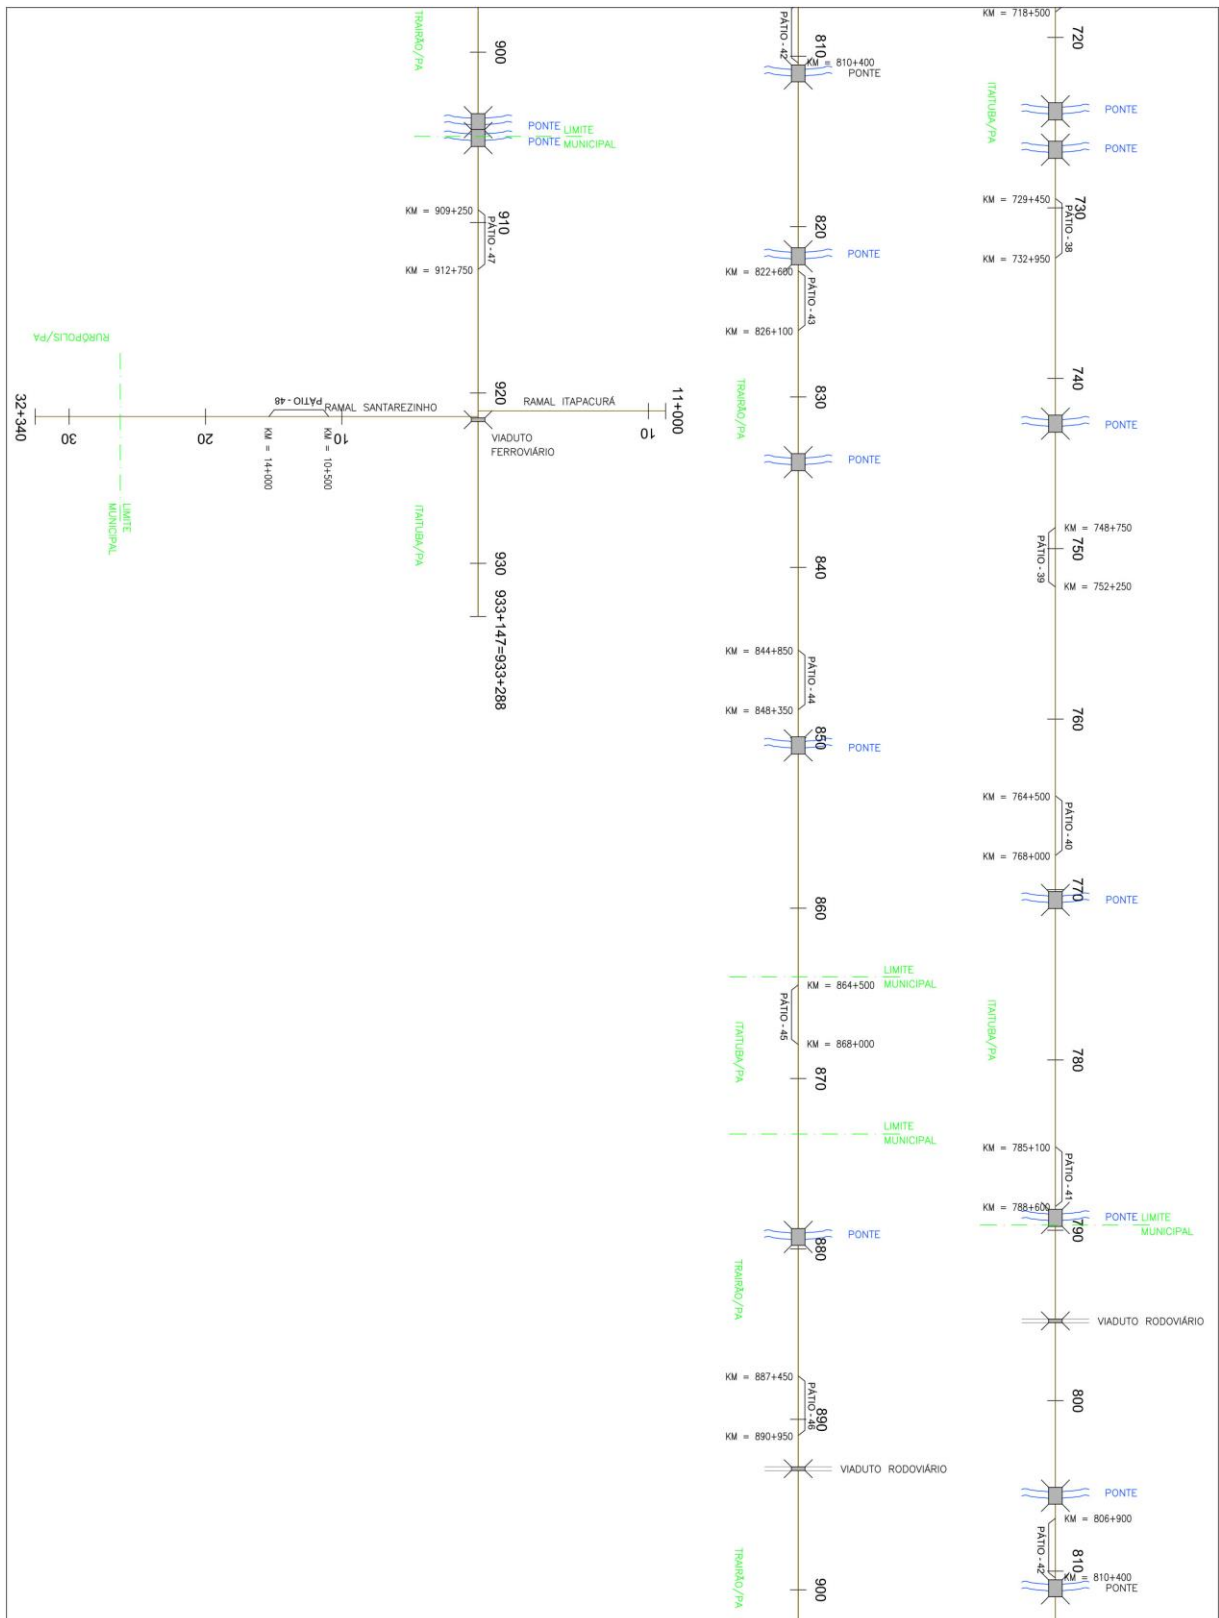 KM = 718+500
720
ITAITUBA/PA
PONTE
PONTE
KM = 729+450
730
PÁTIO - 38
KM = 732+950
740
PONTE
KM = 748+750
750
PÁTIO - 39
KM = 752+250
760
KM = 764+500
PÁTIO - 40
KM = 768+000
770
PONTE
ITAITUBA/PA
780
KM = 785+100
PÁTIO - 41
KM = 788+600
PONTE
LIMITE
MUNICIPAL
790
VIADUTO RODOVIÁRIO
800
PONTE
KM = 806+900
PÁTIO - 42
810
KM = 810+400
PONTE
PÁTIO - 42
810
KM = 810+400
PONTE
820
PONTE
KM = 822+600
PÁTIO - 43
KM = 826+100
TRAIRÃO/PA
830
PONTE
840
KM = 844+850
PÁTIO - 44
KM = 848+350
850
PONTE
860
LIMITE
MUNICIPAL
KM = 864+500
PÁTIO - 45
ITAITUBA/PA
KM = 868+000
870
LIMITE
MUNICIPAL
PONTE
880
TRAIRÃO/PA
KM = 887+450
PÁTIO - 46
890
KM = 890+950
VIADUTO RODOVIÁRIO
TRAIRÃO/PA
900
TRAIRÃO/PA
900
PONTE
PONTE
LIMITE
MUNICIPAL
KM = 909+250
910
PÁTIO - 47
KM = 912+750
920
RAMAL ITAPACURÁ
10
11+000
VIADUTO
FERROVIÁRIO
RAMAL SANTAREZINHO
10
KM = 10+500
PÁTIO - 48
KM = 14+000
20
RURÓPOLIS/PA
LIMITE
MUNICIPAL
30
32+340
ITAITUBA/PA
930
933+147=933+288